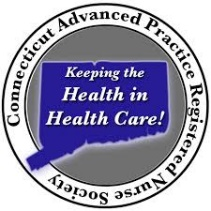 Connecticut Advanced Practice Registered Nurse Society
Keeping the
Health in
Health Care!